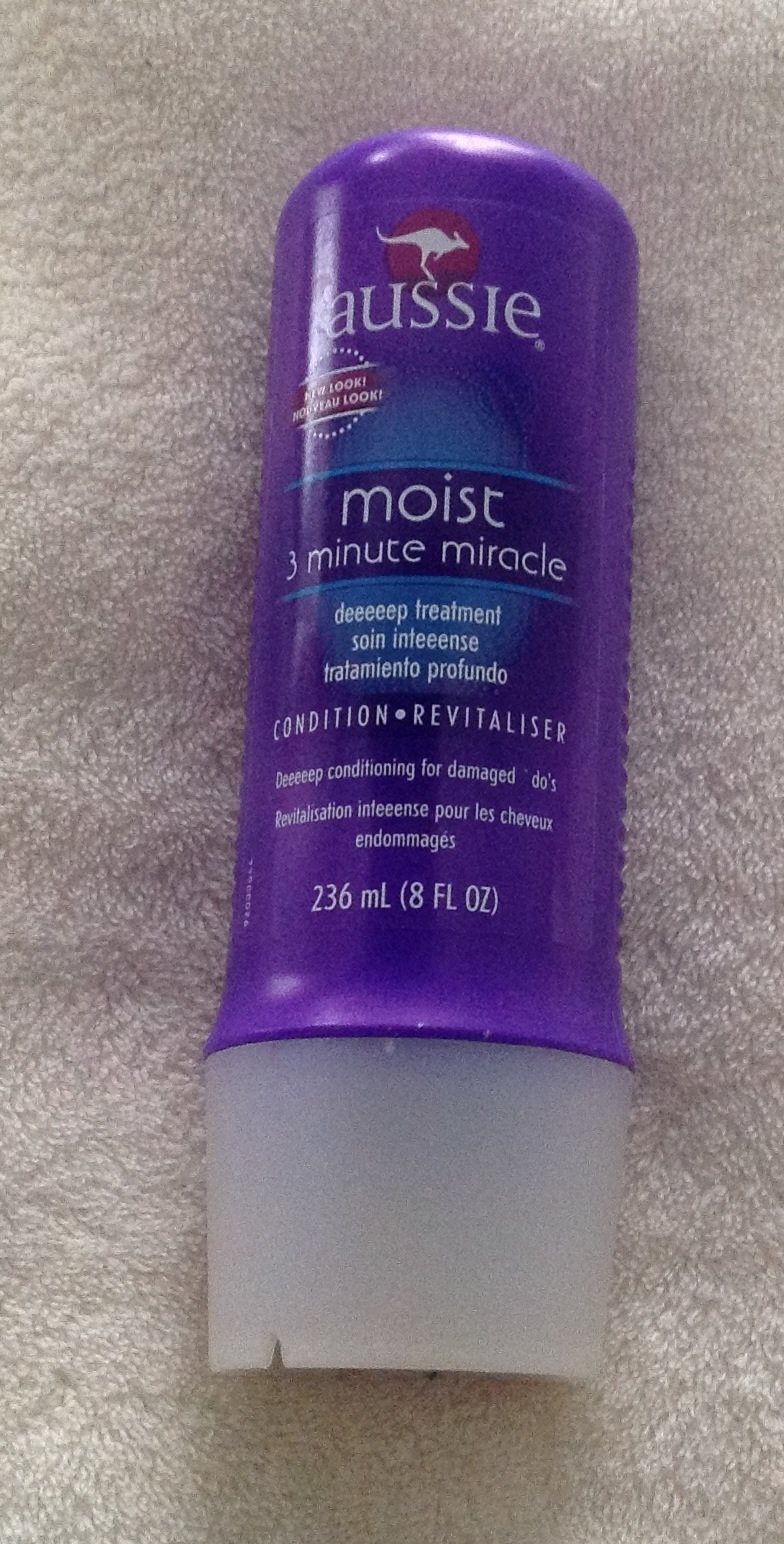 aussie®
NEW LOOK!
NOUVEAU LOOK!
moist
3 minute miracle
deeeeep treatment
soin inteeense
tratamiento profundo
CONDITION•REVITALISER
Deeeeep conditioning for damaged 'do's
Revitalisation inteeense pour les cheveux
endommagés
236 mL (8 FL OZ)